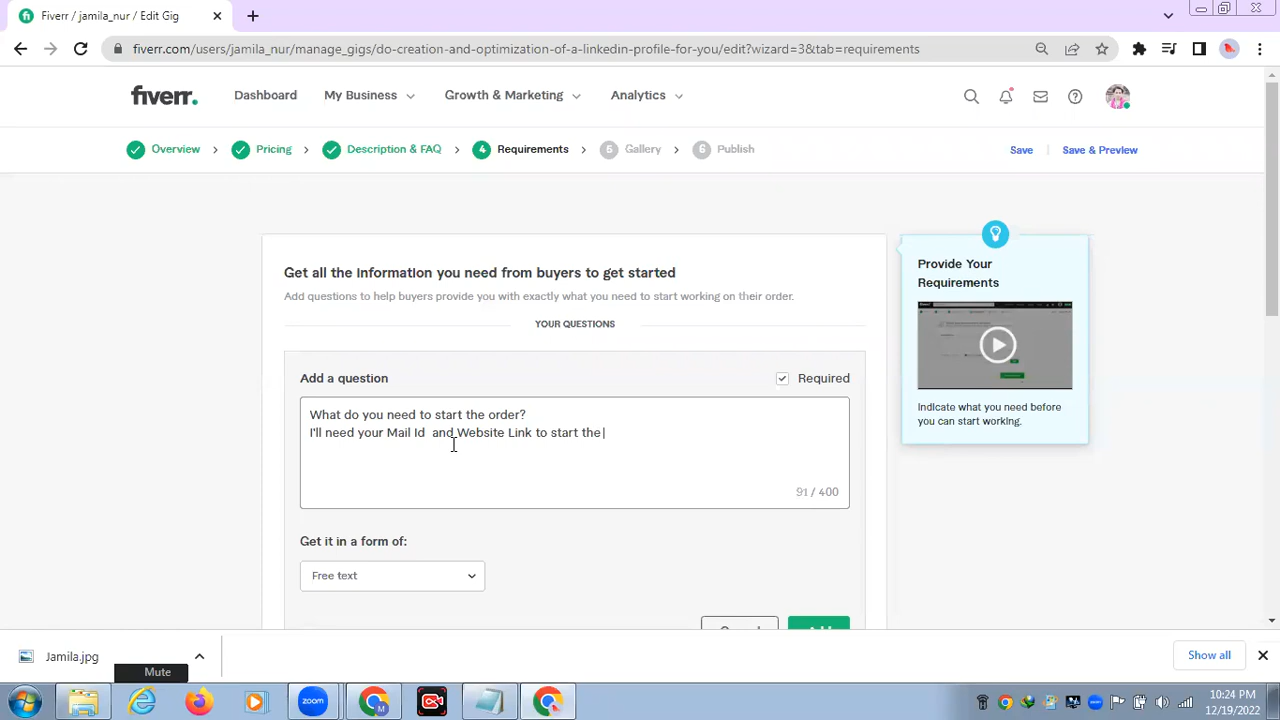 Fiverr / jamila_nur / Edit Gig
fiverr.com/users/jamila_nur/manage_gigs/do-creation-and-optimization-of-a-linkedin-profile-for-you/edit?wizard=3&tab=requirements
fiverr. Dashboard My Business Growth & Marketing Analytics
Overview Pricing Description & FAQ 4 Requirements 5 Gallery 6 Publish Save Save & Preview
Get all the information you need from buyers to get started
Add questions to help buyers provide you with exactly what you need to start working on their order.
YOUR QUESTIONS
Add a question
Required
What do you need to start the order?
I'll need your Mail Id and Website Link to start the
91 / 400
Get it in a form of:
Free text
Provide Your
Requirements
Indicate what you need before
you can start working.
Jamila.jpg
Show all
Mute
zoom
M
10:24 PM
12/19/2022